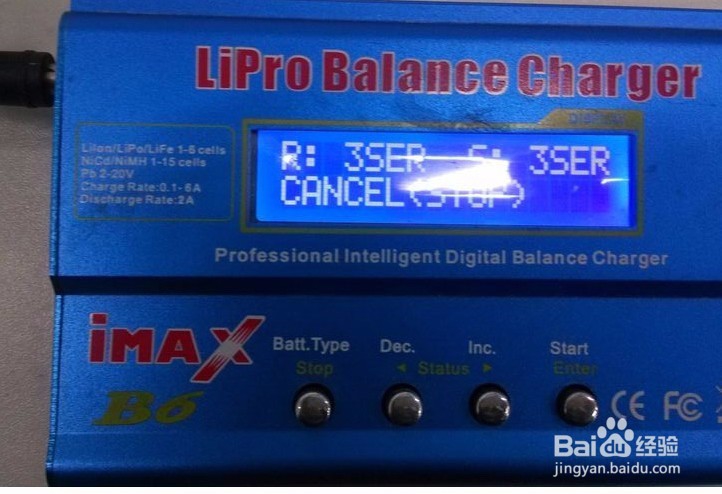 LiPro Balance Charger
LiIon/LiPo/LiFe 1-6 cells
NiCd/NiMH 1-15 cells
Pb 2-20V
Charge Rate:0.1-6A
Discharge Rate:2A
R: 3SER S: 3SER
CANCEL(STOP)
Professional Intelligent Digital Balance Charger
iMAX
B6
Batt.Type Dec. Inc. Start
Stop ◄ Status ► Enter
CE FC
Baidu经验
jingyan.baidu.com